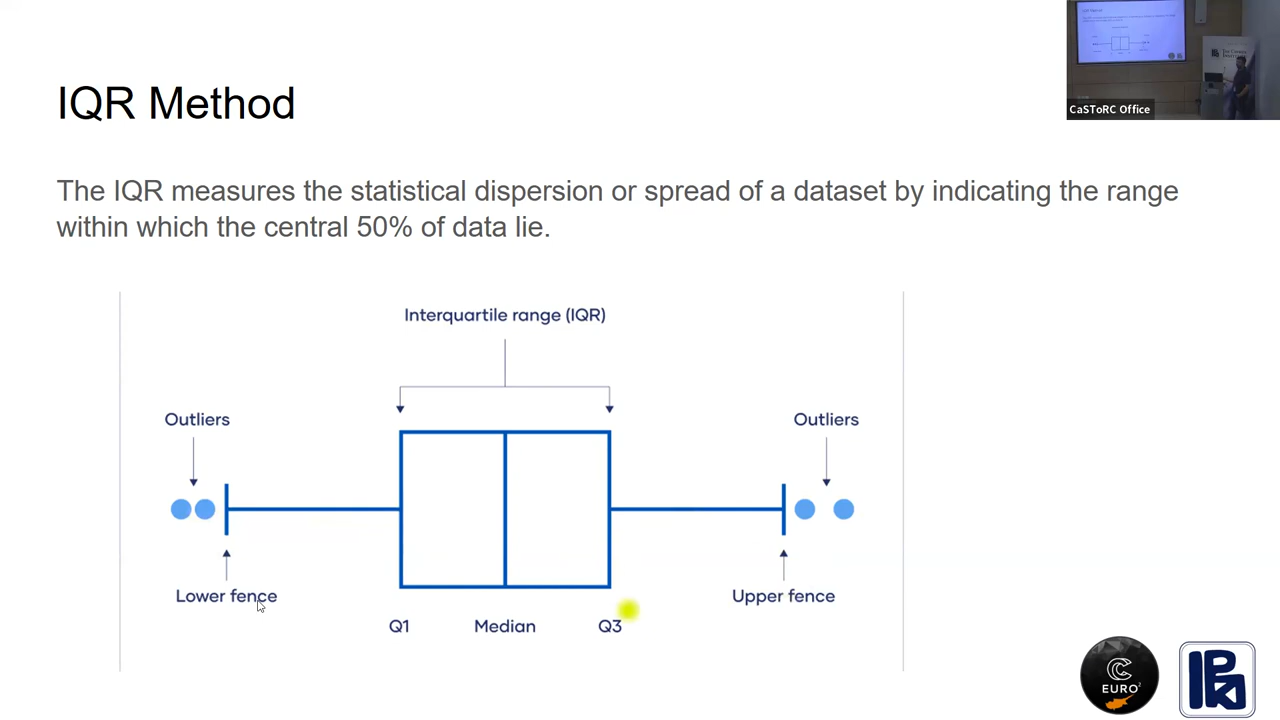 IQR Method
CaSToRC Office
The IQR measures the statistical dispersion or spread of a dataset by indicating the range
within which the central 50% of data lie.
Interquartile range (IQR)
Outliers
Outliers
Lower fence
Upper fence
Q1
Median
Q3
C
EURO²